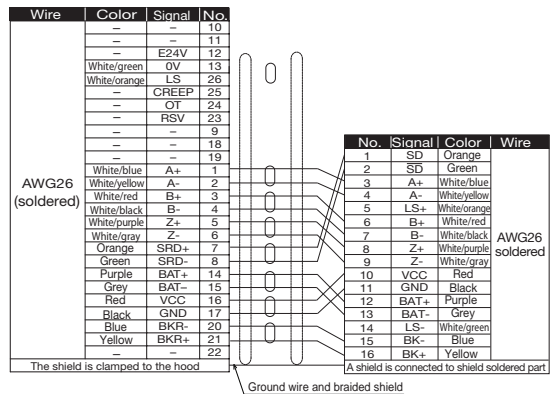 Wire Color Signal No.
– – 10
– – 11
– E24V 12
White/green 0V 13
White/orange LS 26
– CREEP 25
– OT 24
– RSV 23
– – 9
– – 18
– – 19
White/blue A+ 1
White/yellow A- 2
White/red B+ 3
White/black B- 4
White/purple Z+ 5
White/gray Z- 6
Orange SRD+ 7
Green SRD- 8
Purple BAT+ 14
Grey BAT– 15
Red VCC 16
Black GND 17
Blue BKR- 20
Yellow BKR+ 21
– – 22
AWG26
(soldered)
The shield is clamped to the hood
No. Signal Color Wire
1 SD Orange
2 S̅D̅ Green
3 A+ White/blue
4 A- White/yellow
5 LS+ White/orange
6 B+ White/red
7 B- White/black
8 Z+ White/purple
9 Z- White/gray
10 VCC Red
11 GND Black
12 BAT+ Purple
13 BAT- Grey
14 LS- White/green
15 BK- Blue
16 BK+ Yellow
AWG26
soldered
A shield is connected to shield soldered part
Ground wire and braided shield